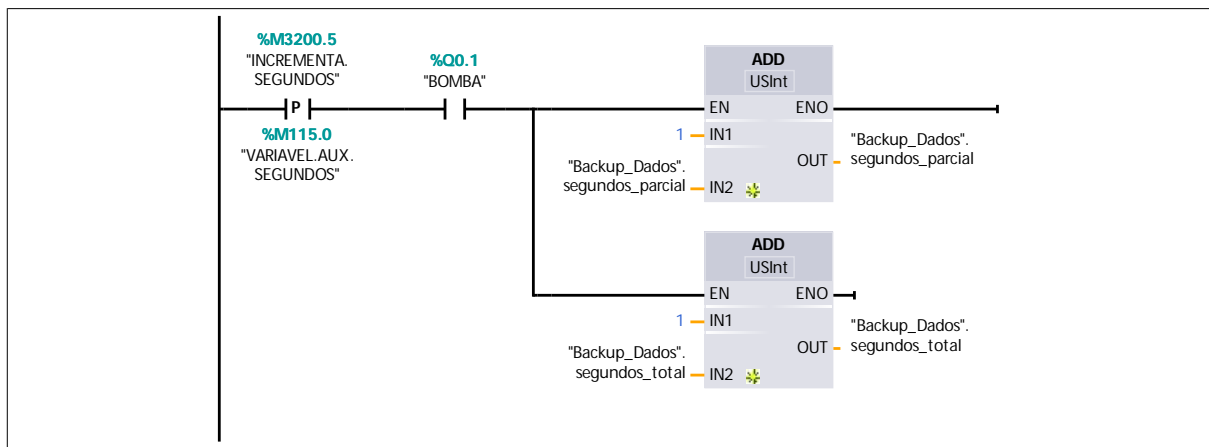 %M3200.5
"INCREMENTA.
SEGUNDOS"
P
%M115.0
"VARIAVEL.AUX.
SEGUNDOS"
%Q0.1
"BOMBA"
ADD
USInt
EN ENO
1 IN1
OUT "Backup_Dados".
segundos_parcial
"Backup_Dados".
segundos_parcial IN2
ADD
USInt
EN ENO
1 IN1
OUT "Backup_Dados".
segundos_total
"Backup_Dados".
segundos_total IN2